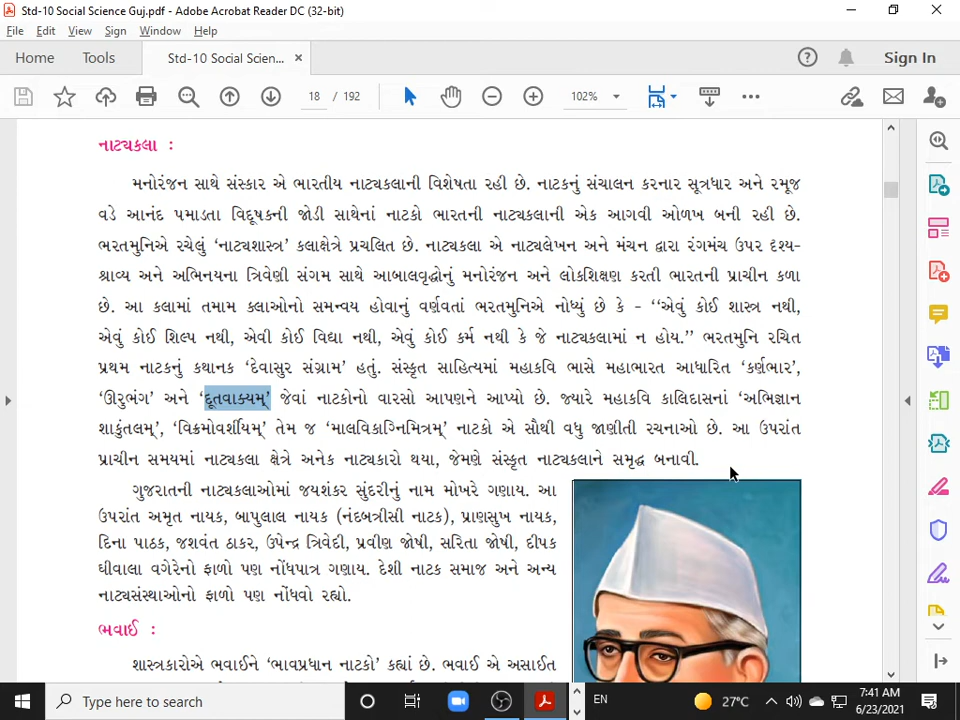 Std-10 Social Science Guj.pdf - Adobe Acrobat Reader DC (32-bit)
File Edit View Sign Window Help
Home Tools Std-10 Social Scien... × Sign In
18 / 192 102%
નાટ્યકલા :
મનોરંજન સાથે સંસ્કાર એ ભારતીય નાટ્યકલાની વિશેષતા રહી છે. નાટકનું સંચાલન કરનાર સૂત્રધાર અને રમૂજ
વડે આનંદ પમાડતા વિદૂષકની જોડી સાથેનાં નાટકો ભારતની નાટ્યકલાની એક આગવી ઓળખ બની રહી છે.
ભરતમુનિએ રચેલું ‘નાટ્યશાસ્ત્ર’ કલાક્ષેત્રે પ્રચલિત છે. નાટ્યકલા એ નાટ્યલેખન અને મંચન દ્વારા રંગમંચ ઉપર દૃશ્ય-
શ્રાવ્ય અને અભિનયના ત્રિવેણી સંગમ સાથે આબાલવૃદ્ધોનું મનોરંજન અને લોકશિક્ષણ કરતી ભારતની પ્રાચીન કળા
છે. આ કલામાં તમામ ક્લાઓનો સમન્વય હોવાનું વર્ણવતાં ભરતમુનિએ નોધ્યું છે કે - ‘‘એવું કોઈ શાસ્ત્ર નથી,
એવું કોઈ શિલ્પ નથી, એવી કોઈ વિદ્યા નથી, એવું કોઈ કર્મ નથી કે જે નાટ્યકલામાં ન હોય.’’ ભરતમુનિ રચિત
પ્રથમ નાટકનું કથાનક ‘દેવાસુર સંગ્રામ’ હતું. સંસ્કૃત સાહિત્યમાં મહાકવિ ભાસે મહાભારત આધારિત ‘કર્ણભાર’,
‘ઊરુભંગ’ અને ‘દૂતવાક્યમ્’ જેવાં નાટકોનો વારસો આપણને આપ્યો છે. જ્યારે મહાકવિ કાલિદાસનાં ‘અભિજ્ઞાન
શાકુંતલમ્’, ‘વિક્રમોવર્શીયમ્’ તેમ જ ‘માલવિકાગ્નિમિત્રમ્’ નાટકો એ સૌથી વધુ જાણીતી રચનાઓ છે. આ ઉપરાંત
પ્રાચીન સમયમાં નાટ્યકલા ક્ષેત્રે અનેક નાટ્યકારો થયા, જેમણે સંસ્કૃત નાટ્યકલાને સમૃદ્ધ બનાવી.
ગુજરાતની નાટ્યકલાઓમાં જયશંકર સુંદરીનું નામ મોખરે ગણાય. આ
ઉપરાંત અમૃત નાયક, બાપુલાલ નાયક (નંદબત્રીસી નાટક), પ્રાણસુખ નાયક,
દિના પાઠક, જશવંત ઠાકર, ઉપેન્દ્ર ત્રિવેદી, પ્રવીણ જોષી, સરિતા જોષી, દીપક
ઘીવાલા વગેરેનો ફાળો પણ નોંધપાત્ર ગણાય. દેશી નાટક સમાજ અને અન્ય
નાટ્યસંસ્થાઓનો ફાળો પણ નોંધવો રહ્યો.
ભવાઈ :
શાસ્ત્રકારોએ ભવાઈને ‘ભાવપ્રધાન નાટકો’ કહ્યાં છે. ભવાઈ એ અસાઈત
Type here to search EN 27°C 7:41 AM
6/23/2021